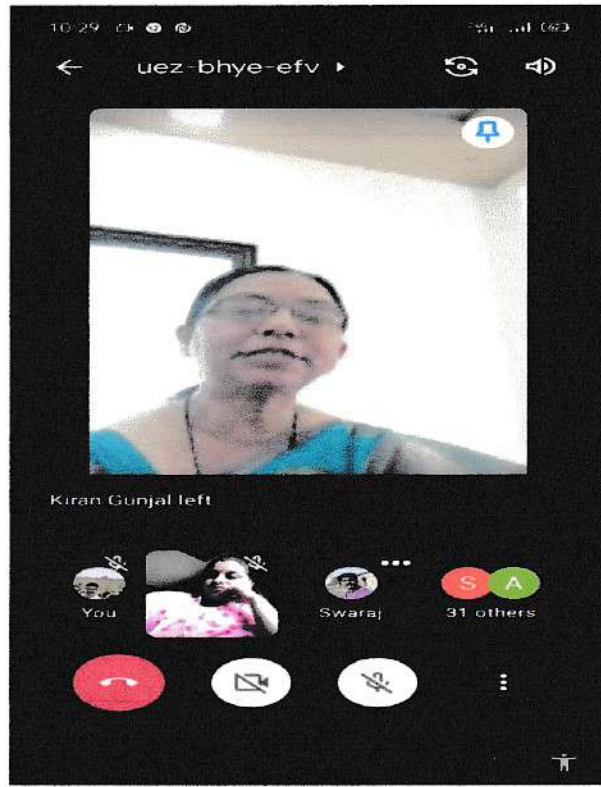 10:29
uez-bhye-efv
Kiran Gunjal left
You
Swaraj
S A
31 others